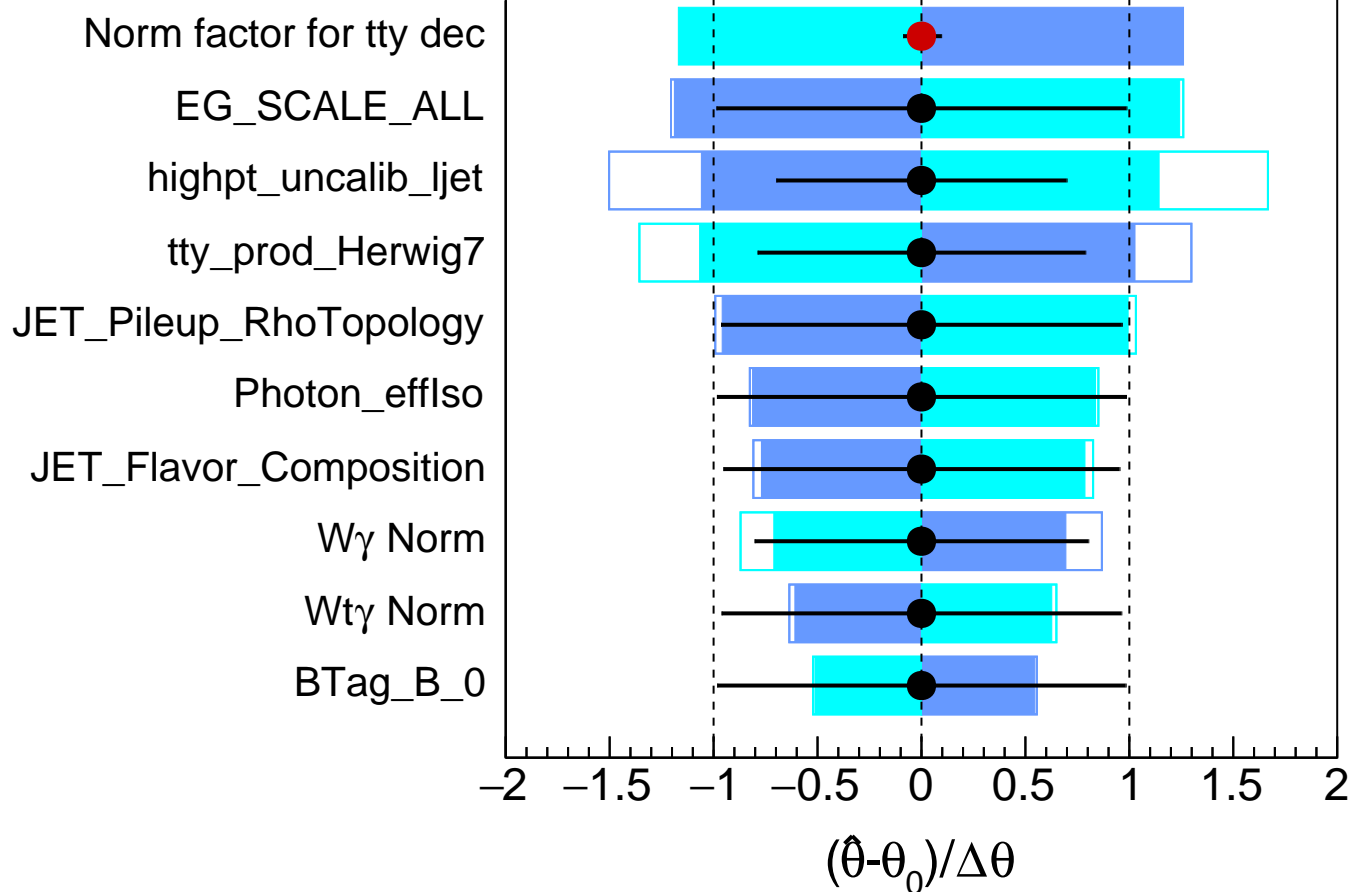 Norm factor for tty dec
EG_SCALE_ALL
highpt_uncalib_ljet
tty_prod_Herwig7
JET_Pileup_RhoTopology
Photon_effIso
JET_Flavor_Composition
Wγ Norm
Wtγ Norm
BTag_B_0
−2 −1.5 −1 −0.5 0 0.5 1 1.5 2
(θ̂-θ₀)/Δθ